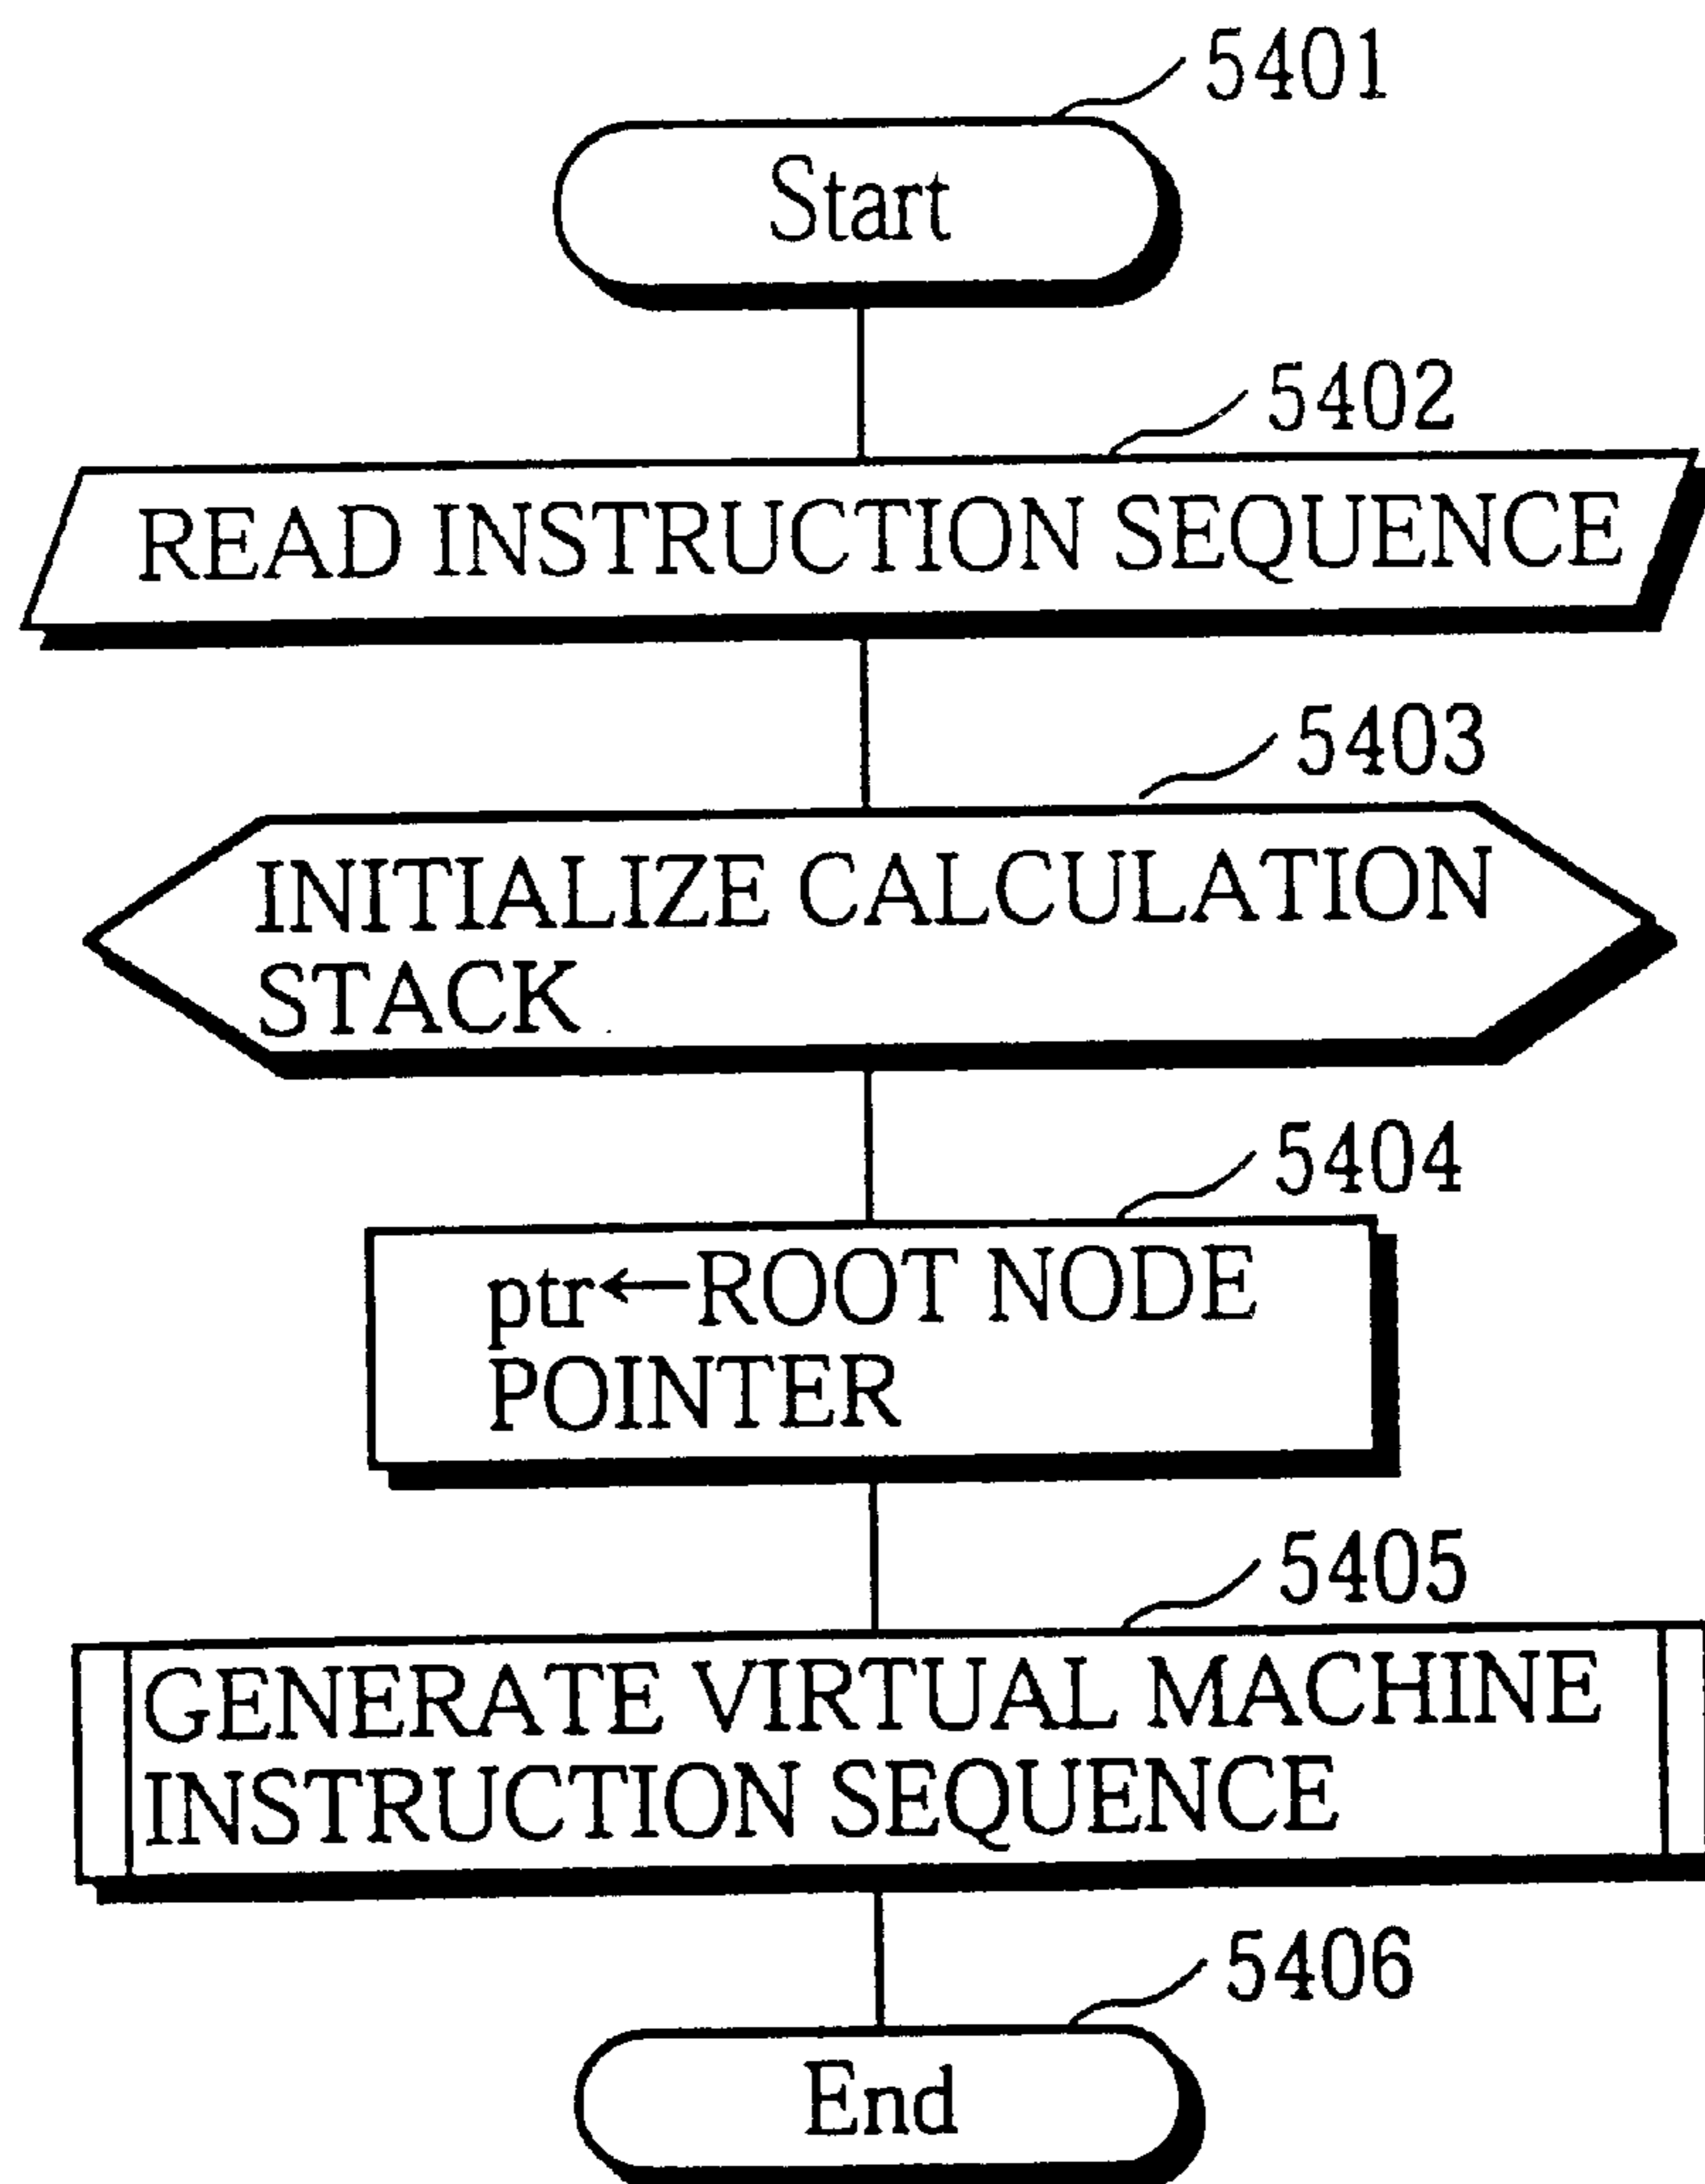 5401
Start
5402
READ INSTRUCTION SEQUENCE
5403
INITIALIZE CALCULATION
STACK
5404
ptr←ROOT NODE
POINTER
5405
GENERATE VIRTUAL MACHINE
INSTRUCTION SEQUENCE
5406
End